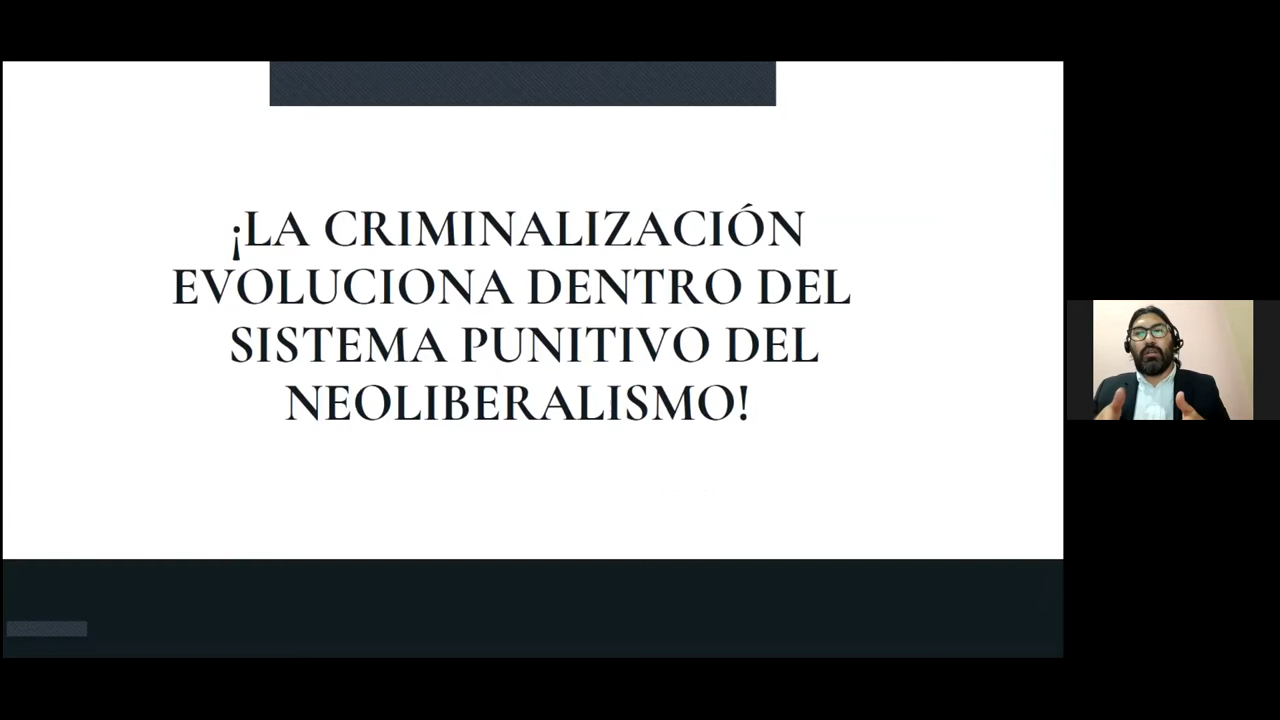 ¡LA CRIMINALIZACIÓN
EVOLUCIONA DENTRO DEL
SISTEMA PUNITIVO DEL
NEOLIBERALISMO!